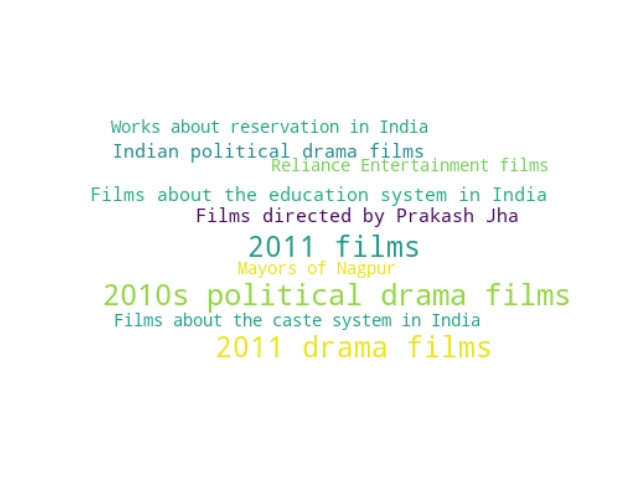 Works about reservation in India
Indian political drama films
Reliance Entertainment films
Films about the education system in India
Films directed by Prakash Jha
2011 films
Mayors of Nagpur
2010s political drama films
Films about the caste system in India
2011 drama films